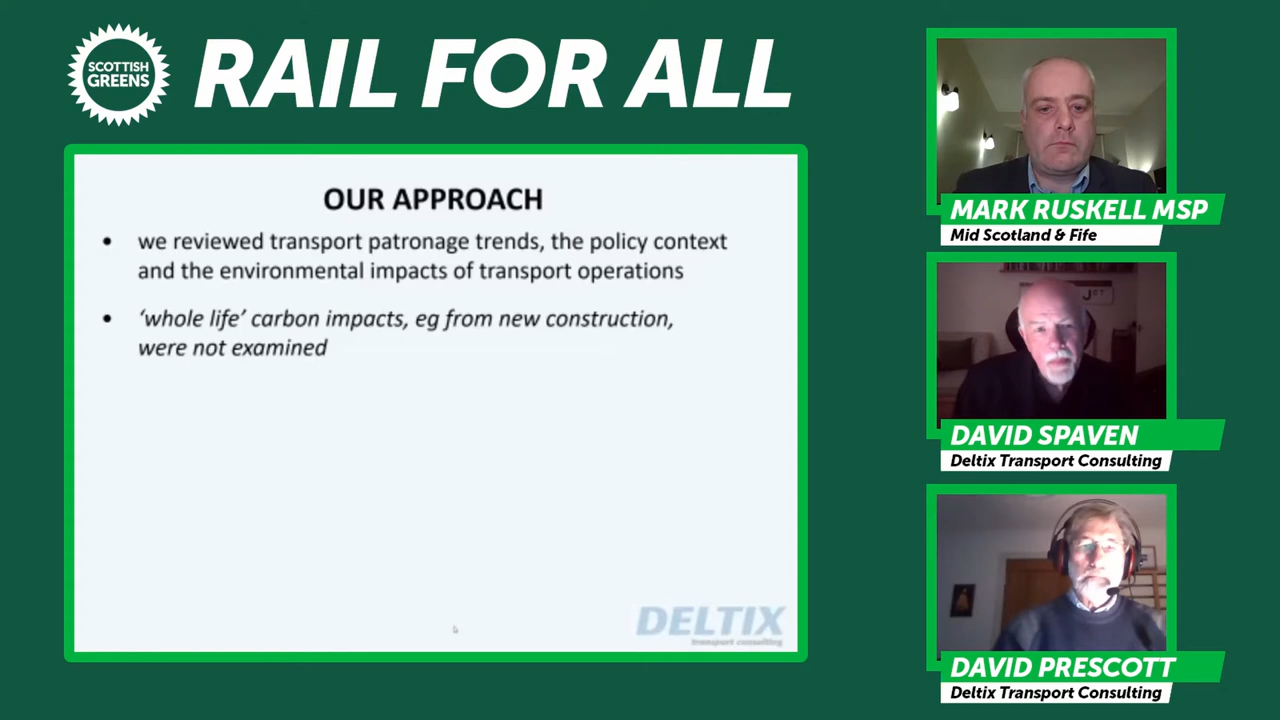 SCOTTISH
GREENS
RAIL FOR ALL
OUR APPROACH
• we reviewed transport patronage trends, the policy context
and the environmental impacts of transport operations
• ‘whole life’ carbon impacts, eg from new construction,
were not examined
DELTIX
transport consulting
MARK RUSKELL MSP
Mid Scotland & Fife
DAVID SPAVEN
Deltix Transport Consulting
DAVID PRESCOTT
Deltix Transport Consulting